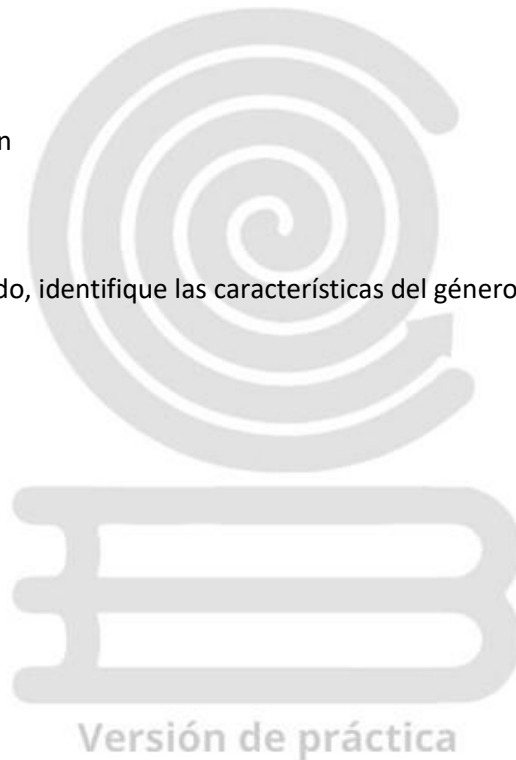 n
do, identifique las características del género
Versión de práctica